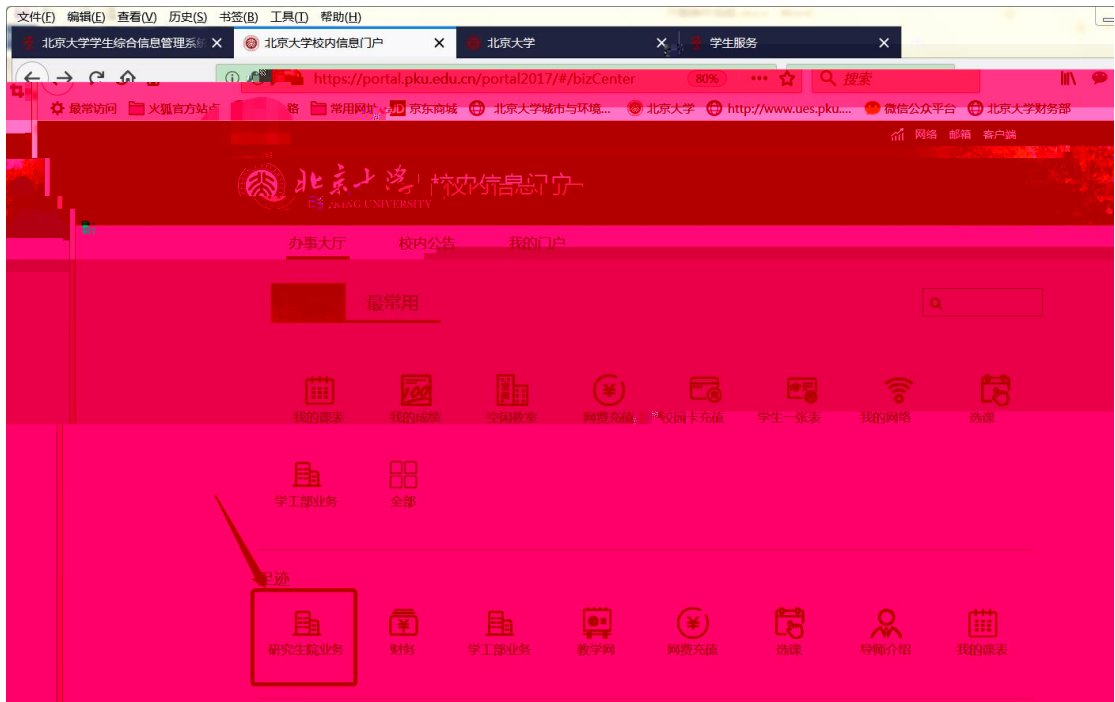 文件(F) 编辑(E) 查看(V) 历史(S) 书签(B) 工具(T) 帮助(H)
北京大学学生综合信息管理系统 北京大学校内信息门户 北京大学 学生服务
https://portal.pku.edu.cn/portal2017/#/bizCenter 80% 搜索
最常访问 火狐官方站点 常用网址 京东商城 北京大学城市与环境... 北京大学 http://www.ues.pku.... 微信公众平台 北京大学财务部
网络 邮箱 客户端
北京大学 校内信息门户
PEKING UNIVERSITY
办事大厅 校内公告 我的门户
最常用
我的课表 我的成绩 空闲教室 网费充值 校园卡充值 学生一张表 我的网络 选课
学工部业务 全部
足迹
研究生院业务 财务 学工部业务 教学网 网费充值 选课 导师介绍 我的课表